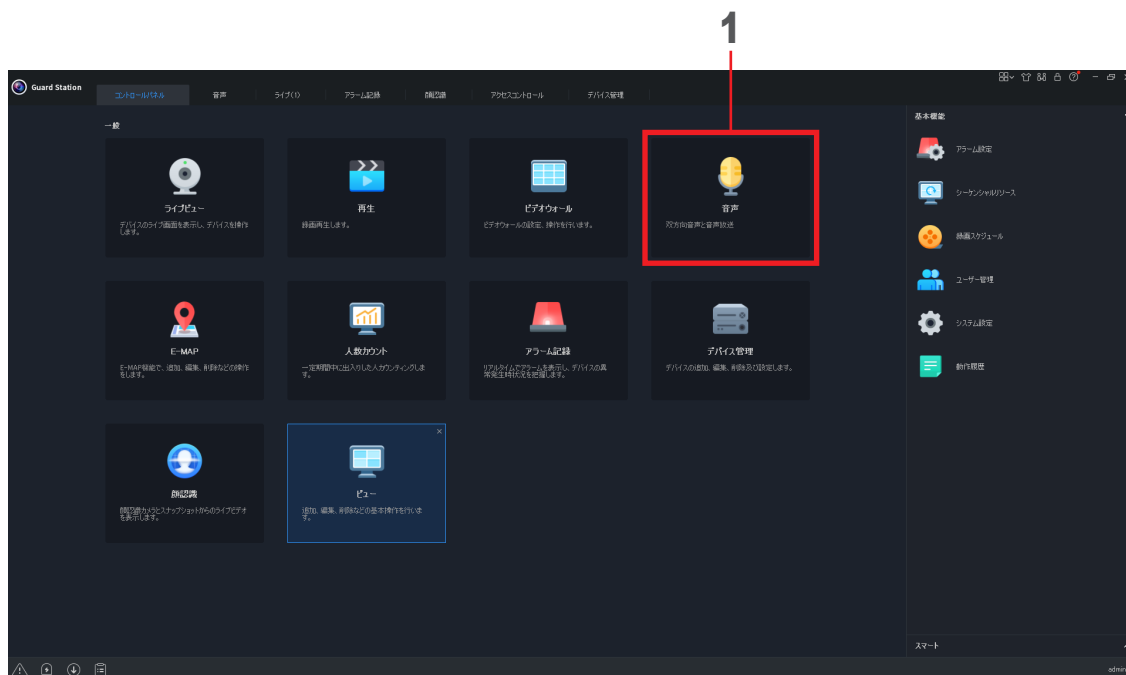 1
Guard Station
コントロールパネル 音声 ライブ(1) アラーム記録 顔認識 アクセスコントロール デバイス管理
一般
ライブビュー
デバイスのライブ画面を表示し、デバイスを操作
します。
再生
録画再生します。
ビデオウォール
ビデオウォールの設定、操作を行います。
音声
双方向音声と音声放送
E-MAP
E-MAP機能で、追加、編集、削除などの操作
をします。
人数カウント
一定期間中に出入りした人カウンティングしま
す。
アラーム記録
リアルタイムでアラームを表示し、デバイスの異
常発生時状況を把握します。
デバイス管理
デバイスの追加、編集、削除及び設定します。
顔認識
顔認識カメラとスナップショットからのライブビデオ
を表示します。
ビュー
追加、編集、削除などの基本操作を行いま
す。
基本機能
アラーム設定
シーケンシャルリソース
録画スケジュール
ユーザー管理
システム設定
動作履歴
スマート
admin